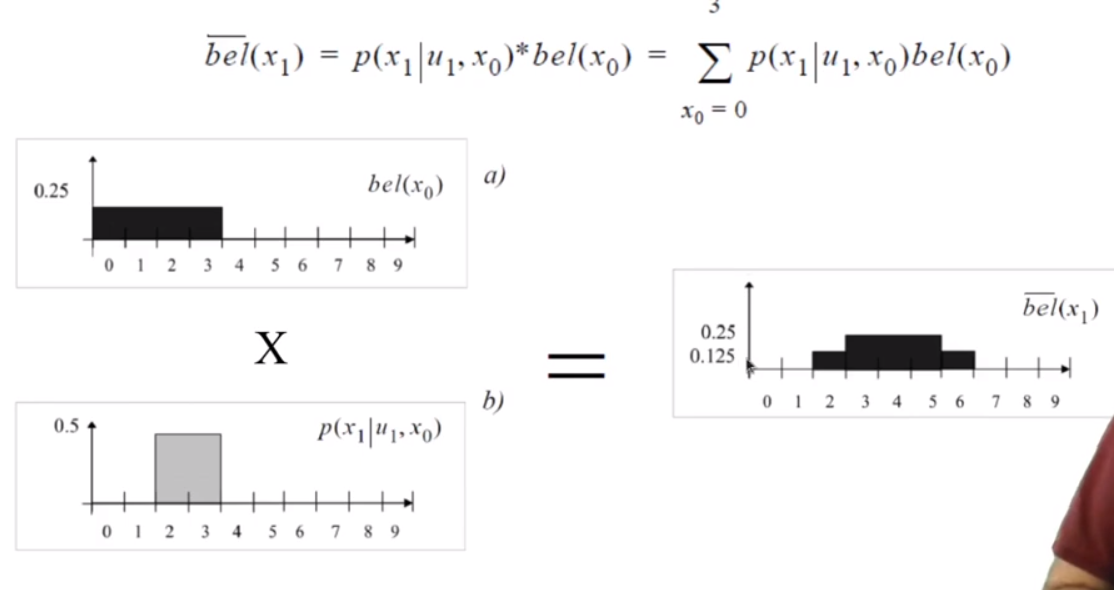 3
bel(x₁) = p(x₁|u₁, x₀)*bel(x₀) = ∑ p(x₁|u₁, x₀)bel(x₀)
x₀ = 0
0.25
bel(x₀)
a)
0 1 2 3 4 5 6 7 8 9
X
=
0.25
0.125
bel(x₁)
0 1 2 3 4 5 6 7 8 9
b)
0.5
p(x₁|u₁, x₀)
0 1 2 3 4 5 6 7 8 9